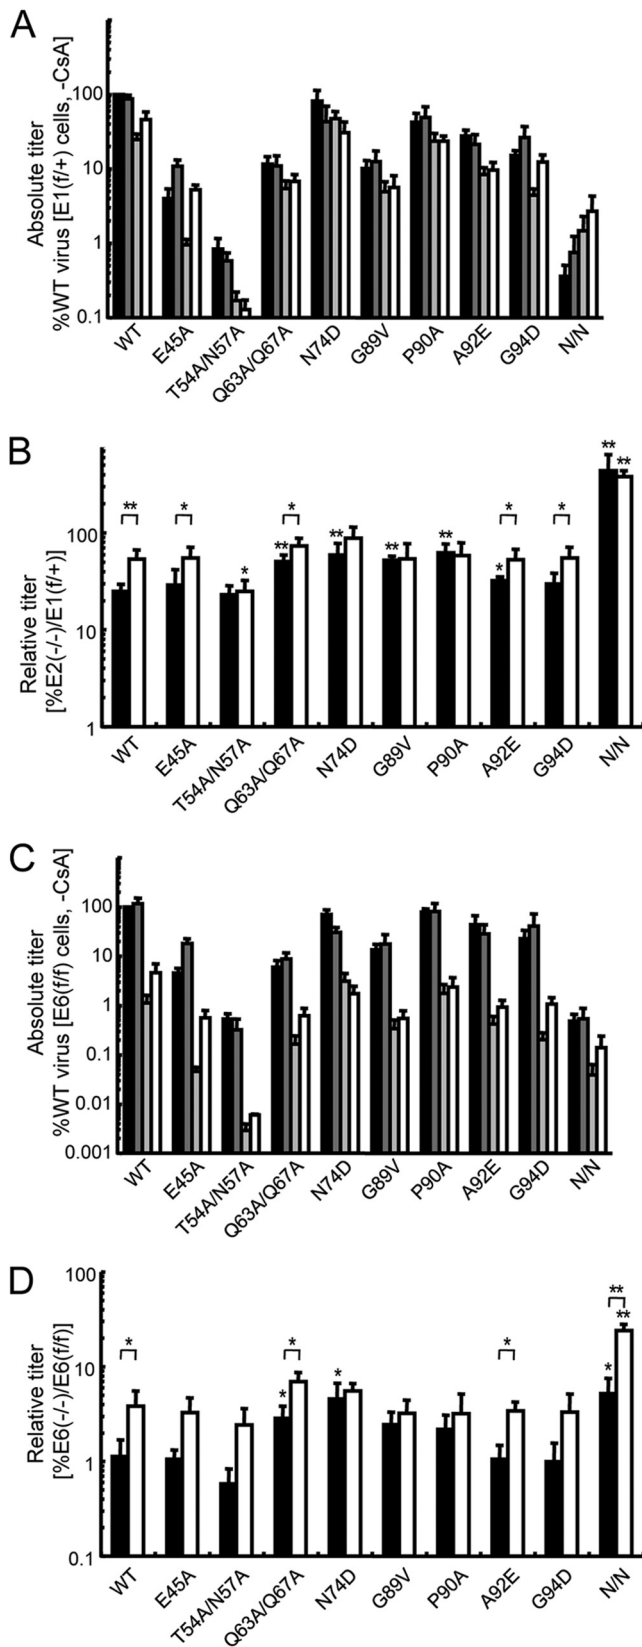 A
Absolute titer
%WT virus [E1(f/+) cells, -CsA]
100
10
1
0.1
WT
E45A
T54A/N57A
Q63A/Q67A
N74D
G89V
P90A
A92E
G94D
N/N
B
Relative titer
[%E2(-/-)/E1(f/+)]
100
10
1
** * * ** * ** ** ** * * ** **
WT
E45A
T54A/N57A
Q63A/Q67A
N74D
G89V
P90A
A92E
G94D
N/N
C
Absolute titer
%WT virus [E6(f/f) cells, -CsA]
100
10
1
0.1
0.01
0.001
WT
E45A
T54A/N57A
Q63A/Q67A
N74D
G89V
P90A
A92E
G94D
N/N
D
Relative titer
[%E6(-/-)/E6(f/f)]
100
10
1
0.1
* * * * * * ** **
WT
E45A
T54A/N57A
Q63A/Q67A
N74D
G89V
P90A
A92E
G94D
N/N